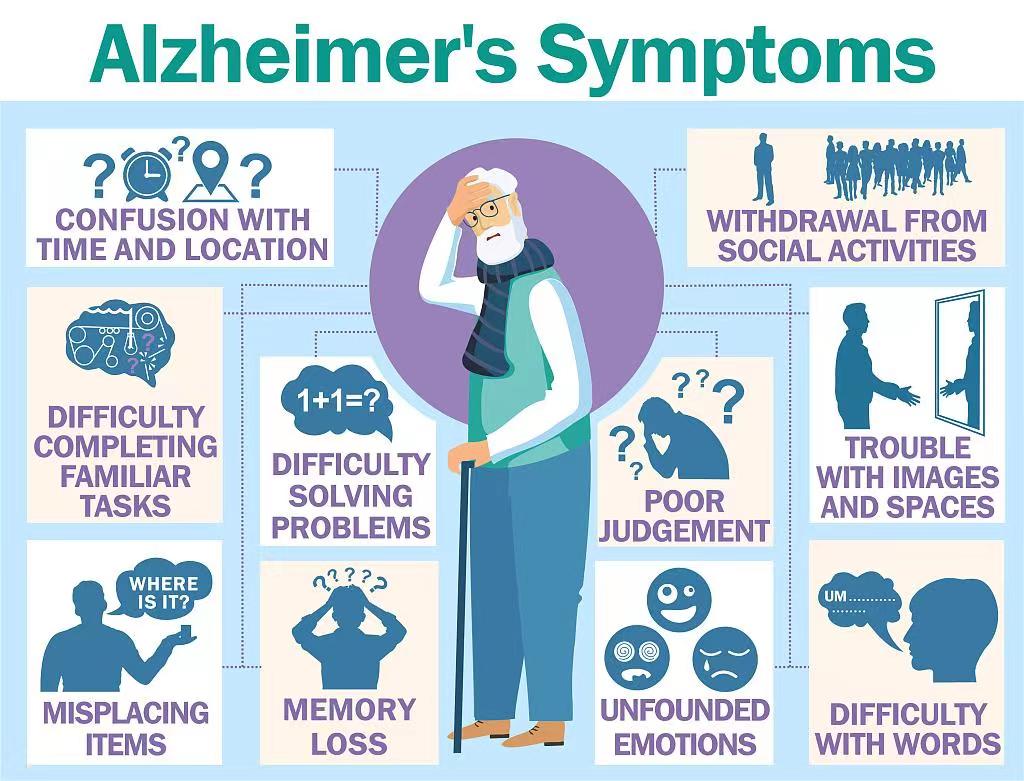 Alzheimer's Symptoms
? ? ?
CONFUSION WITH
TIME AND LOCATION
WITHDRAWAL FROM
SOCIAL ACTIVITIES
? ?
DIFFICULTY
COMPLETING
FAMILIAR
TASKS
1+1=?
DIFFICULTY
SOLVING
PROBLEMS
? ? ? ? ?
POOR
JUDGEMENT
TROUBLE
WITH IMAGES
AND SPACES
WHERE
IS IT?
MISPLACING
ITEMS
? ? ? ? ?
MEMORY
LOSS
UNFOUNDED
EMOTIONS
UM...........
........
DIFFICULTY
WITH WORDS